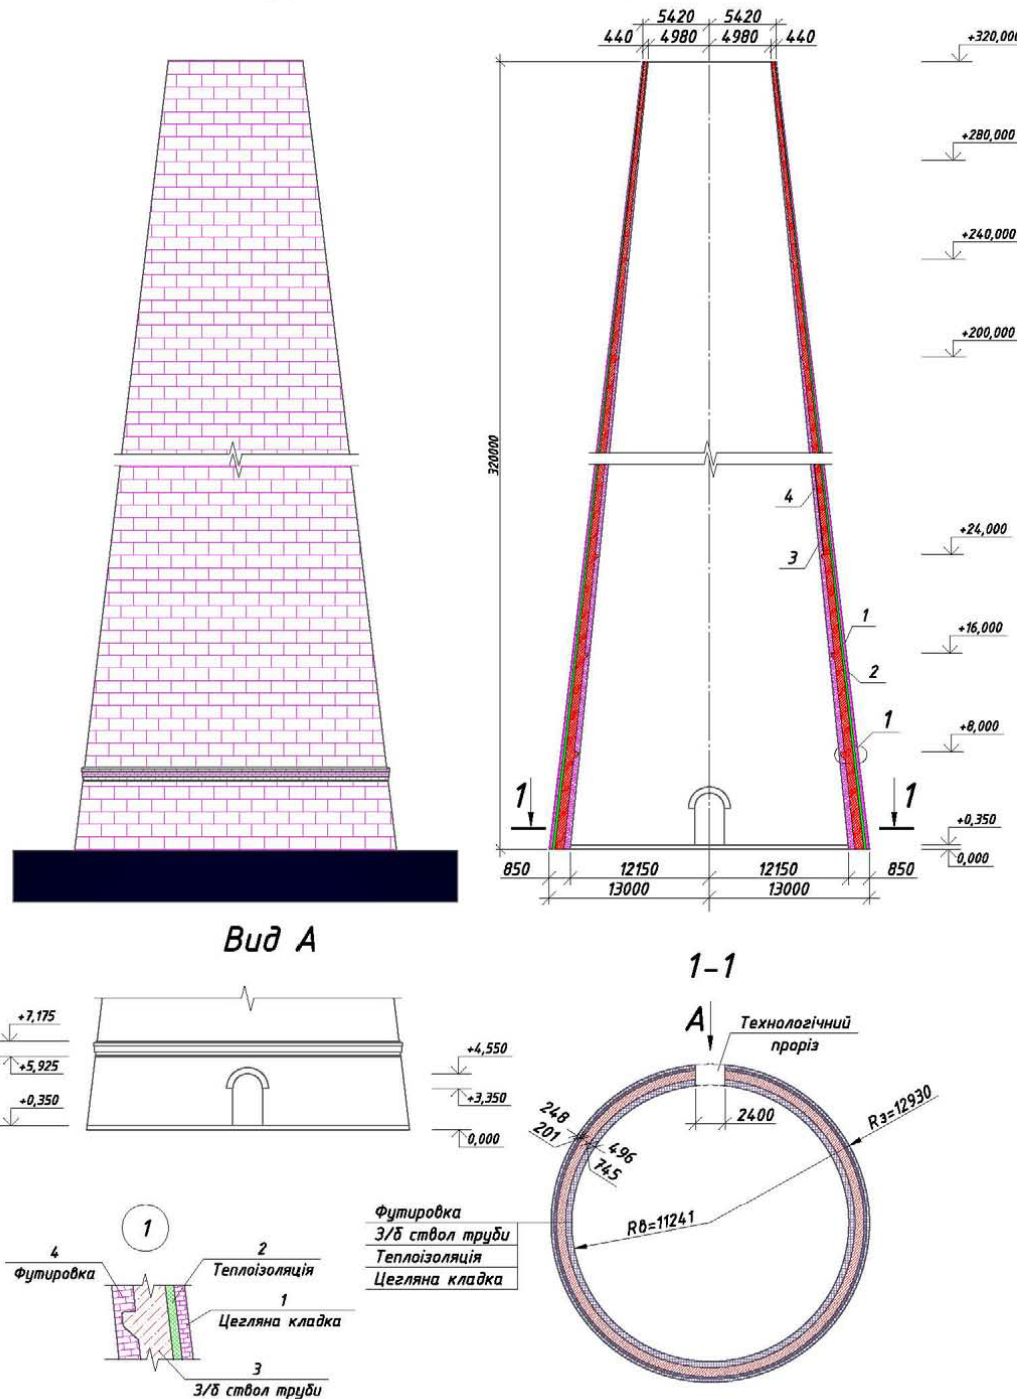 5420 5420
440 4980 4980 440
+320,000
+280,000
+240,000
+200,000
320000
4
3
+24,000
1
+16,000
2
1
+8,000
1 1
+0,350
0,000
850 12150 12150 850
13000 13000
Вид А
1-1
+7,175
+5,925
+0,350
+4,550
+3,350
0,000
А
Технологічний
проріз
2400
248
201
496
745
Rз=12930
Rв=11241
Футировка
З/б ствол труби
Теплоізоляція
Цегляна кладка
1
4
Футировка
2
Теплоізоляція
1
Цегляна кладка
3
З/б ствол труби